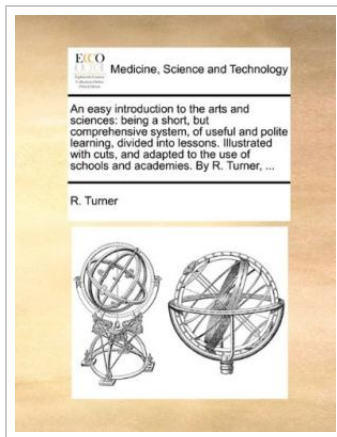 ECCO
Medicine, Science and Technology
An easy introduction to the arts and
sciences: being a short, but
comprehensive system, of useful and polite
learning, divided into lessons. Illustrated
with cuts, and adapted to the use of
schools and academies. By R. Turner, ...
R. Turner